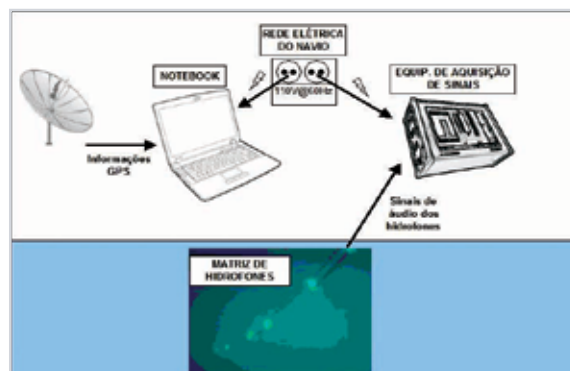 REDE ELÉTRICA
DO NAVIO
NOTEBOOK
110V@60Hz
EQUIP. DE AQUISIÇÃO
DE SINAIS
Informações
GPS
Sinais de
áudio dos
hidrofones
MATRIZ DE
HIDROFONES